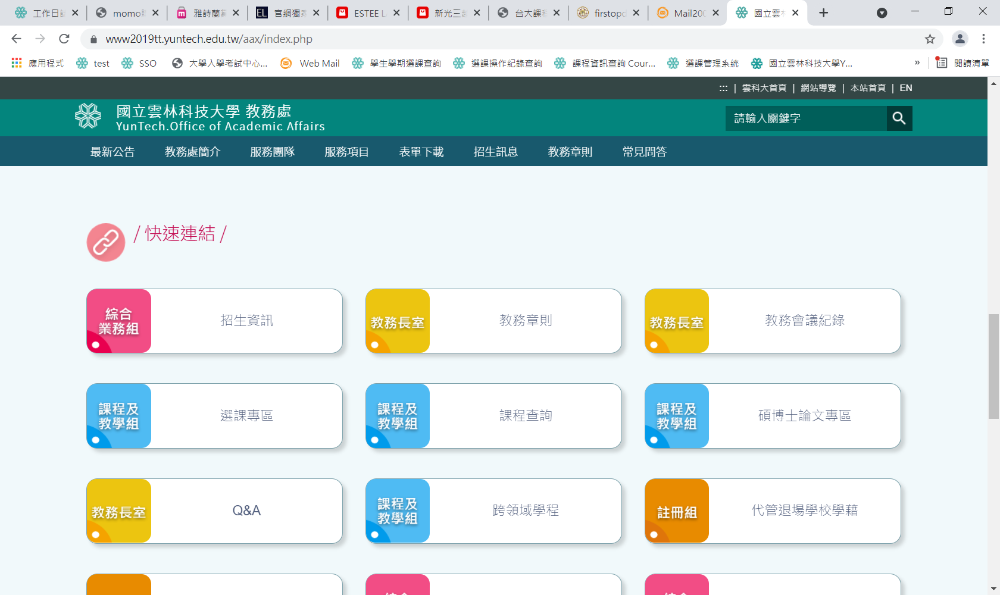 工作日誌
momo
雅詩蘭黛
官網獨家
ESTEE L
新光三越
台大課程
firstop
Mail200
國立雲林
www2019tt.yuntech.edu.tw/aax/index.php
應用程式
test
SSO
大學入學考試中心...
Web Mail
學生學期選課查詢
選課操作紀錄查詢
課程資訊查詢 Cour...
選課管理系統
國立雲林科技大學Y...
»
閱讀清單
::: | 雲科大首頁 | 網站導覽 | 本站首頁 | EN
國立雲林科技大學 教務處
YunTech.Office of Academic Affairs
請輸入關鍵字
最新公告
教務處簡介
服務團隊
服務項目
表單下載
招生訊息
教務章則
常見問答
/ 快速連結 /
綜合
業務組
招生資訊
教務長室
教務章則
教務長室
教務會議紀錄
課程及
教學組
選課專區
課程及
教學組
課程查詢
課程及
教學組
碩博士論文專區
教務長室
Q&A
課程及
教學組
跨領域學程
註冊組
代管退場學校學藉
綜合
綜合